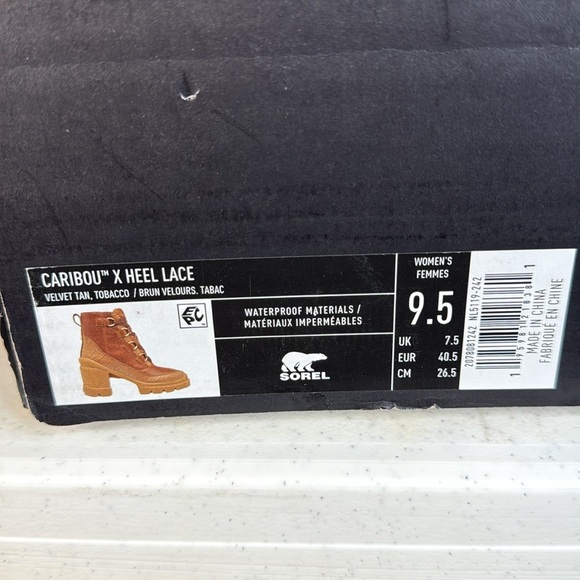 CARIBOU™ X HEEL LACE
VELVET TAN, TOBACCO / BRUN VELOURS, TABAC
WATERPROOF MATERIALS /
MATÉRIAUX IMPERMÉABLES
SOREL
WOMEN'S
FEMMES
9.5
UK 7.5
EUR 40.5
CM 26.5
2078081242 NL5119-242
MADE IN CHINA
FABRIQUÉ EN CHINE